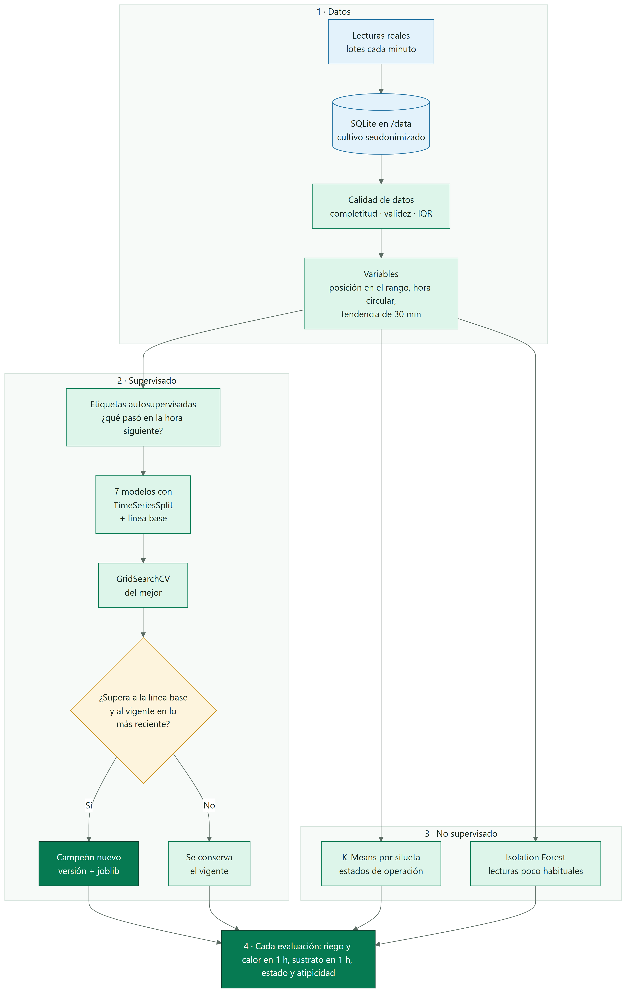 1 · Datos
Lecturas reales
lotes cada minuto
SQLite en /data
cultivo seudonimizado
Calidad de datos
completitud · validez · IQR
Variables
posición en el rango, hora
circular,
tendencia de 30 min
2 · Supervisado
Etiquetas autosupervisadas
¿qué pasó en la hora
siguiente?
7 modelos con
TimeSeriesSplit
+ línea base
GridSearchCV
del mejor
¿Supera a la línea base
y al vigente en lo
más reciente?
Sí
No
Campeón nuevo
versión + joblib
Se conserva
el vigente
3 · No supervisado
K-Means por silueta
estados de operación
Isolation Forest
lecturas poco habituales
4 · Cada evaluación: riego y
calor en 1 h, sustrato en 1 h,
estado y atipicidad